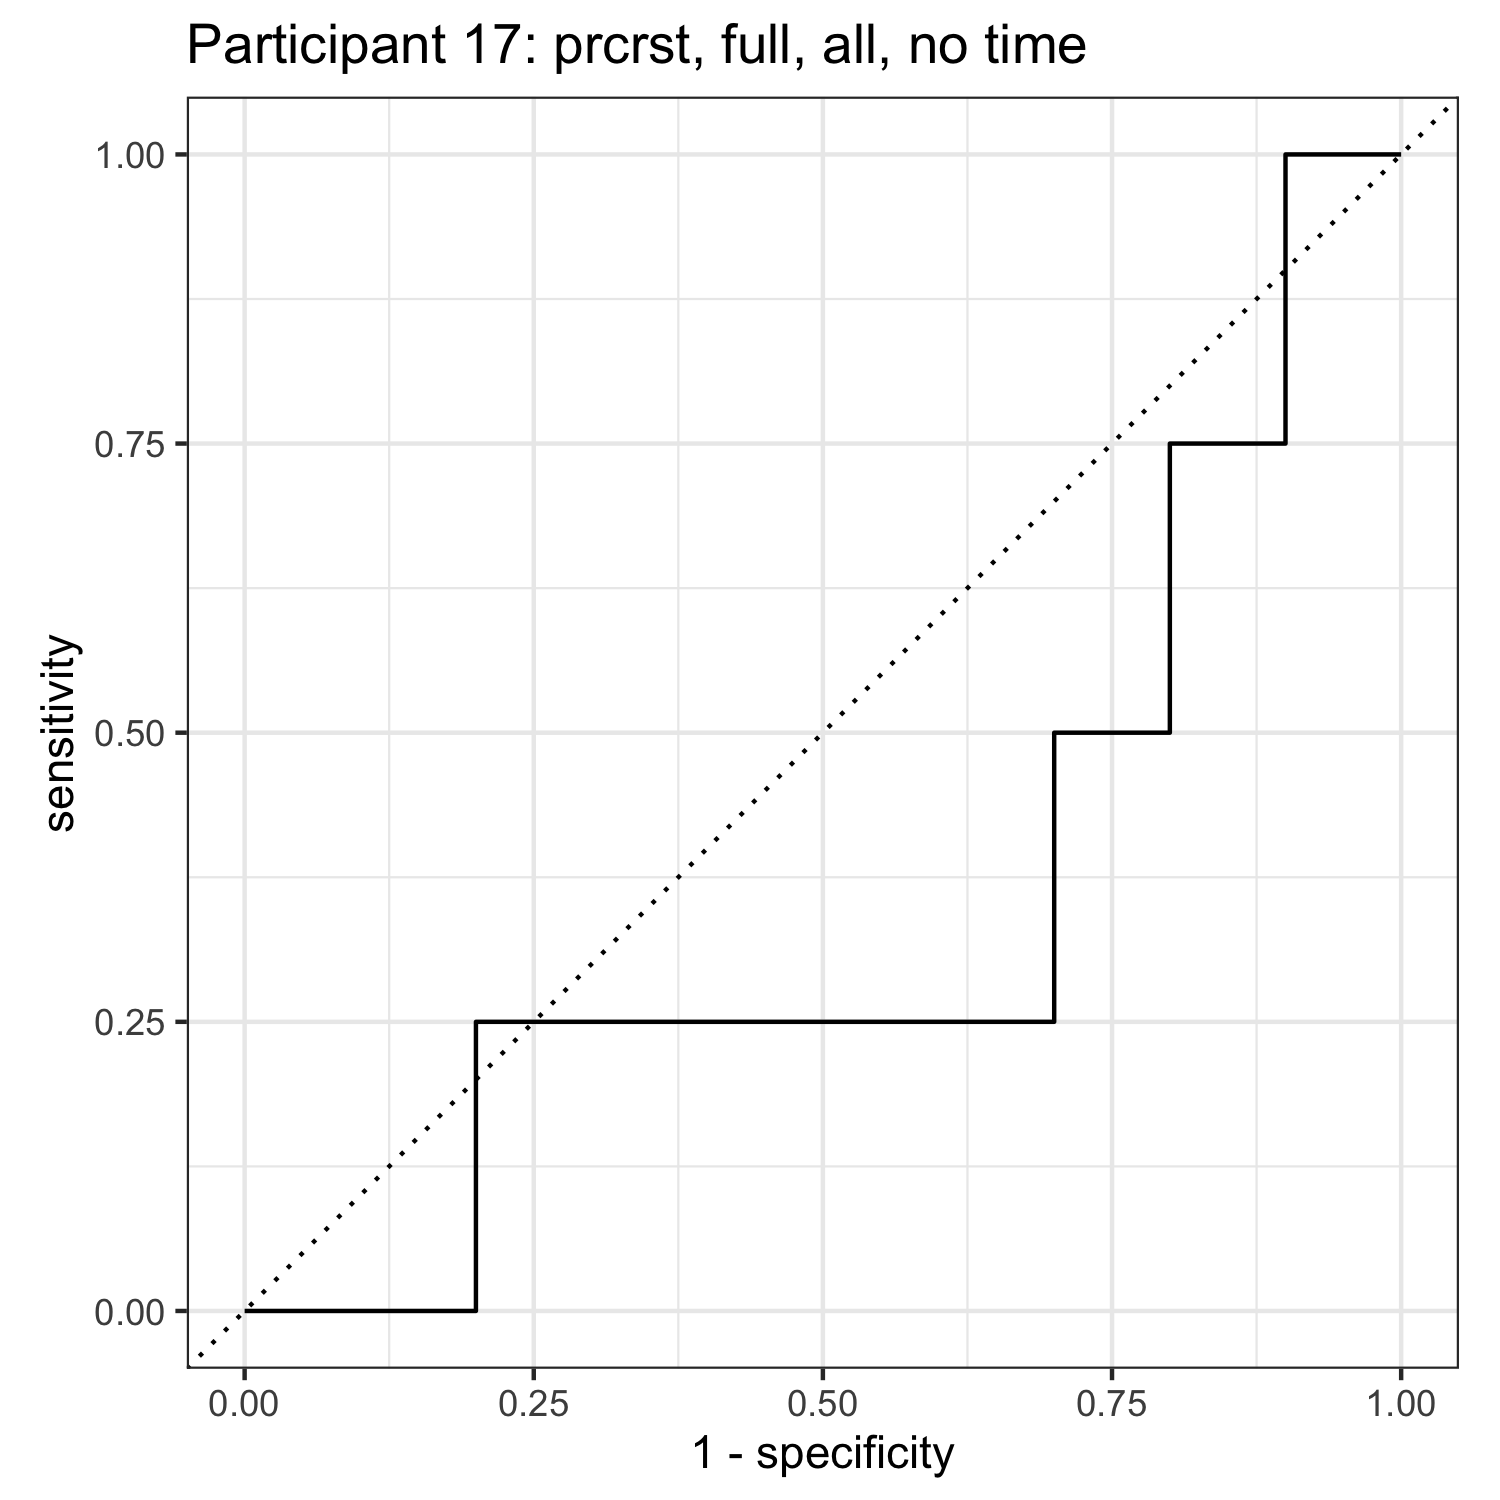 Participant 17: prcrst, full, all, no time
1.00
0.75
0.50
0.25
0.00
sensitivity
0.00 0.25 0.50 0.75 1.00
1 - specificity